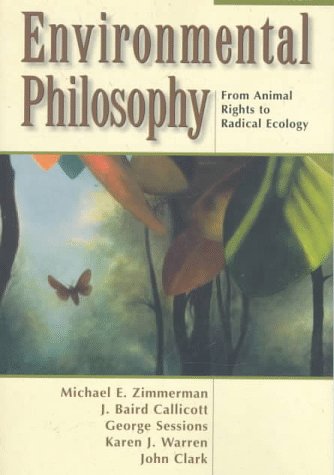 Environmental
Philosophy
From Animal
Rights to
Radical Ecology
Michael E. Zimmerman
J. Baird Callicott
George Sessions
Karen J. Warren
John Clark